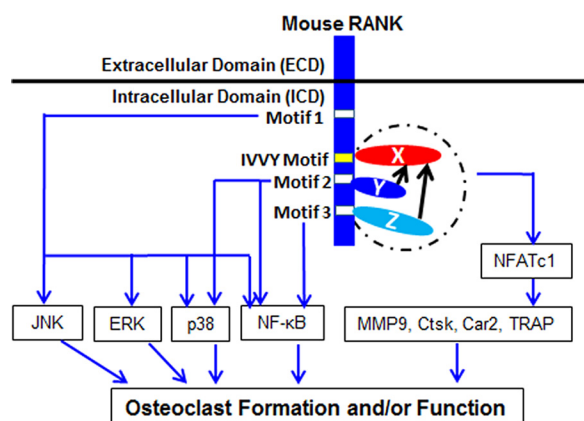 Mouse RANK
Extracellular Domain (ECD)
Intracellular Domain (ICD)
Motif 1
IVVY Motif
X
Motif 2
Y
Motif 3
Z
NFATc1
JNK
ERK
p38
NF-κB
MMP9, Ctsk, Car2, TRAP
Osteoclast Formation and/or Function